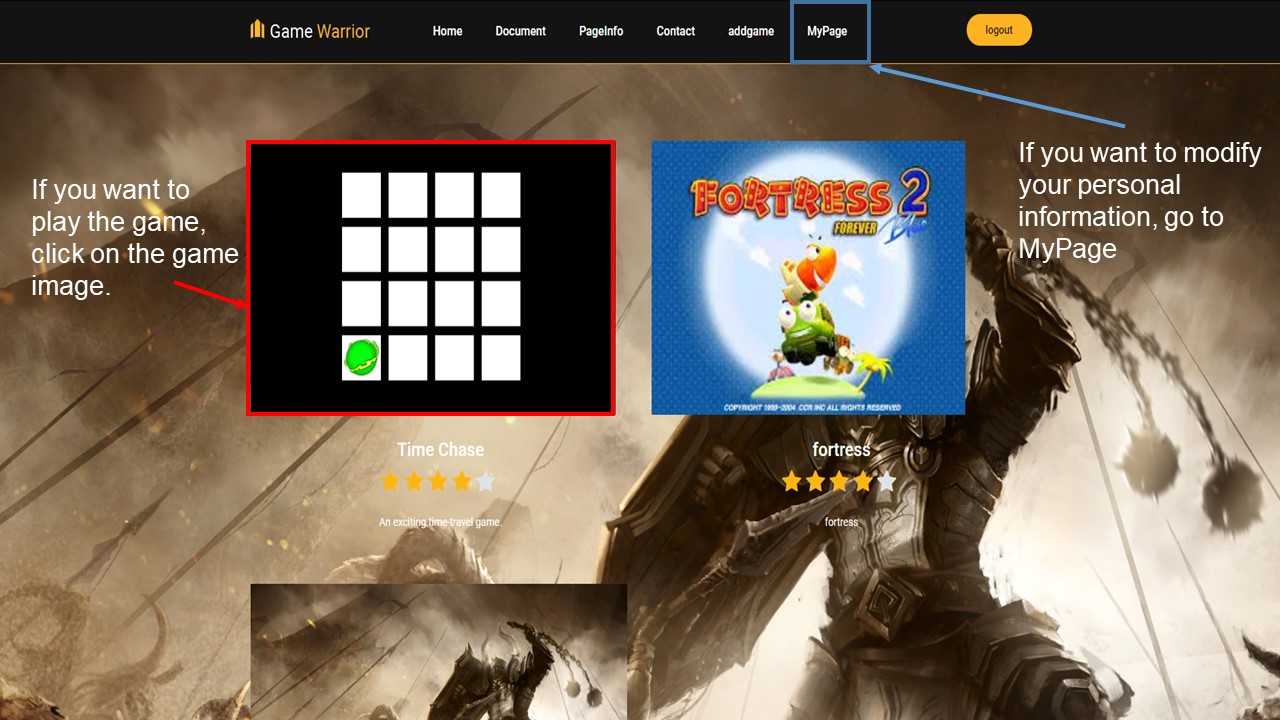 Game Warrior
Home
Document
PageInfo
Contact
addgame
MyPage
logout
If you want to
play the game,
click on the game
image.
FORTRESS 2
FOREVER
Blue
COPYRIGHT 1999-2004 CCR INC ALL RIGHTS RESERVED
If you want to modify
your personal
information, go to
MyPage
Time Chase
An exciting time-travel game.
fortress
fortress